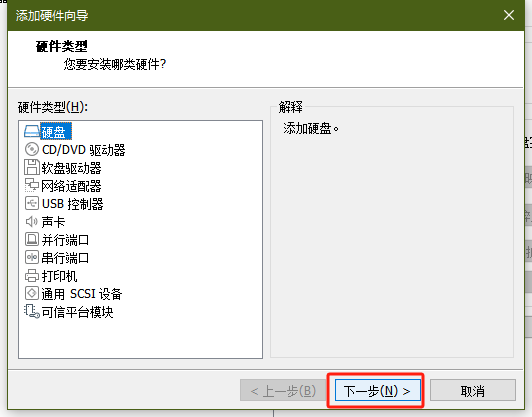 添加硬件向导
硬件类型
您要安装哪类硬件?
硬件类型(H):
硬盘
CD/DVD 驱动器
软盘驱动器
网络适配器
USB 控制器
声卡
并行端口
串行端口
打印机
通用 SCSI 设备
可信平台模块
解释
添加硬盘。
< 上一步(B)
下一步(N) >
取消